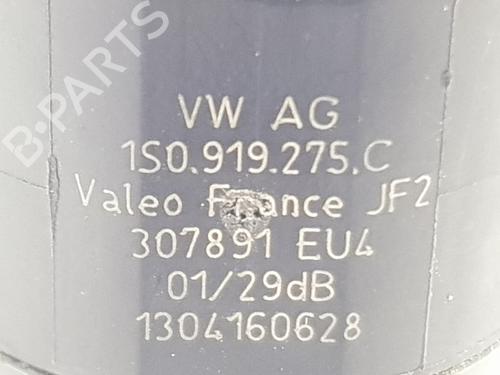 B-PARTS
VW AG
1S0.919.275.C
Valeo France JF2
307891 EU4
01/29dB
1304160628